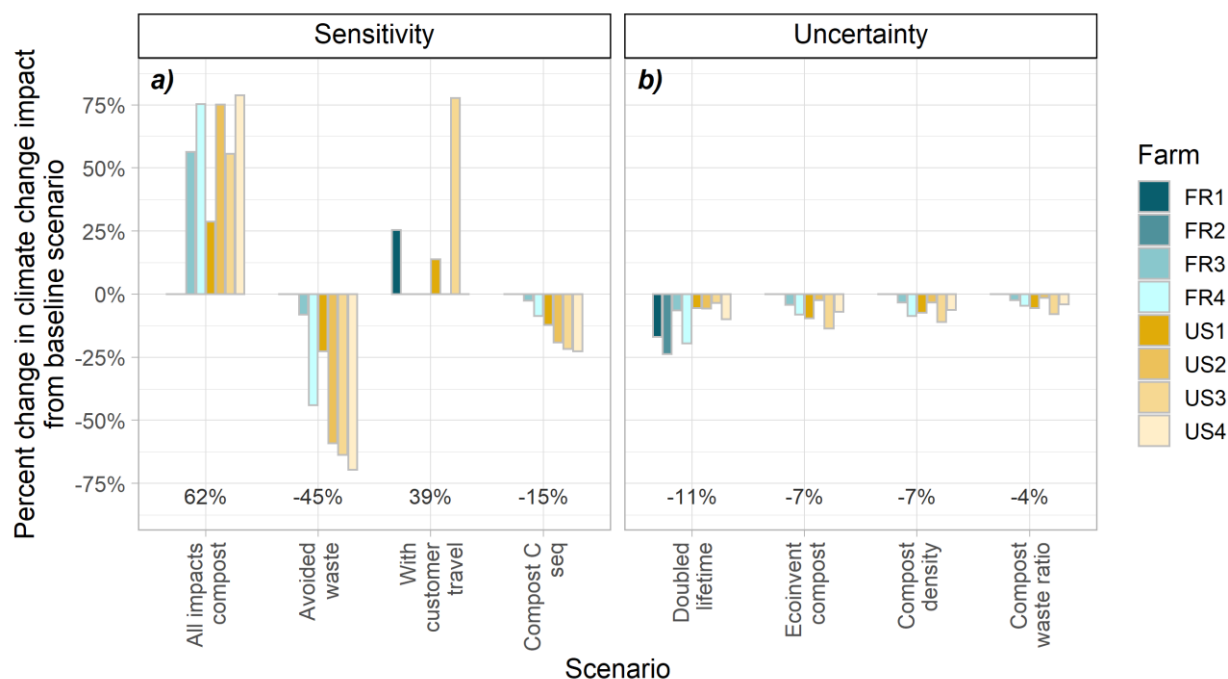 Sensitivity
Uncertainty
a)
b)
Percent change in climate change impact
from baseline scenario
75%
50%
25%
0%
-25%
-50%
-75%
62%
-45%
39%
-15%
-11%
-7%
-7%
-4%
All impacts
compost
Avoided
waste
With
customer
travel
Compost C
seq
Doubled
lifetime
Ecoinvent
compost
Compost
density
Compost
waste ratio
Scenario
Farm
FR1
FR2
FR3
FR4
US1
US2
US3
US4